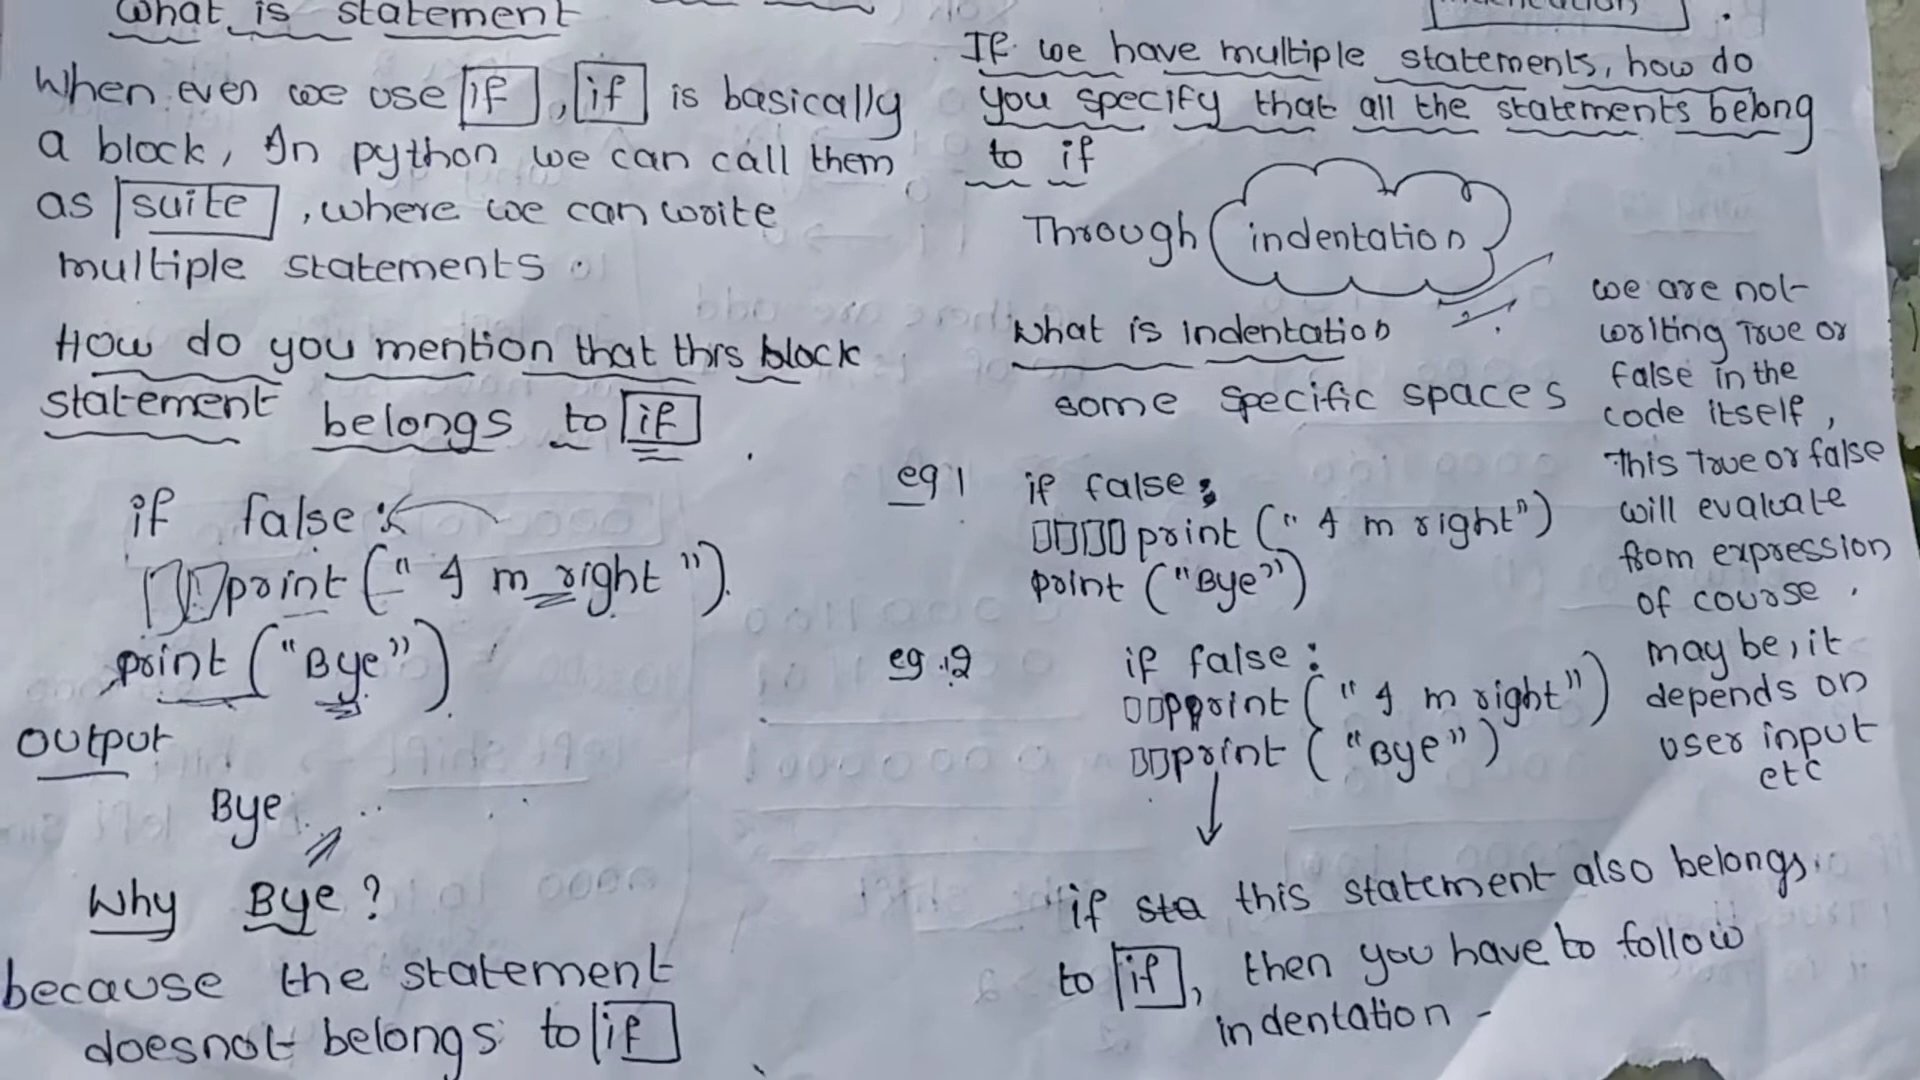 What is statement
When even we use if, if is basically
a block, In python we can call them
as suite, where we can write
multiple statements.
How do you mention that this block
statement belongs to if.
if false:
print ("I m right").
print ("Bye")
output
Bye
Why Bye?
because the statement
doesnot belongs to if
If we have multiple statements, how do
you specify that all the statements belong
to if
Through indentation
What is Indentation
some specific spaces
eg 1 if false:
print ("I m right")
print ("Bye")
eg .2 if false:
print ("I m right")
print ("Bye")
if sta this statement also belongs
to if, then you have to follow
indentation -
we are not
writing True or
false in the
code itself,
This True or false
will evaluate
from expression
of course.
may be, it
depends on
user input
etc